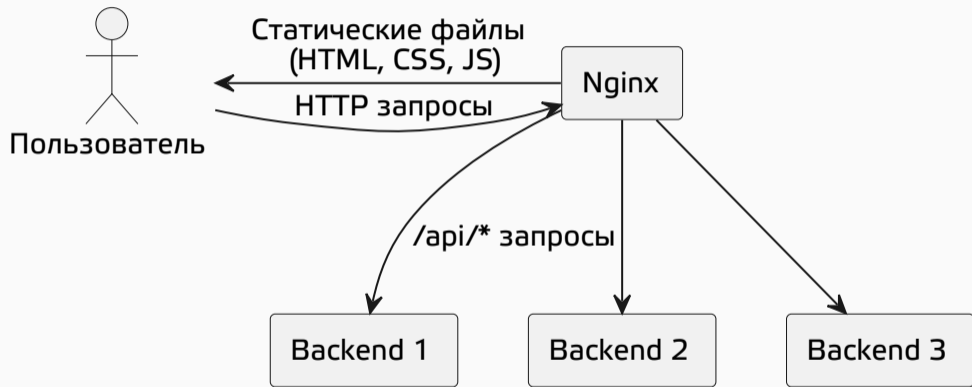 Статические файлы
(HTML, CSS, JS)
Nginx
HTTP запросы
Пользователь
/api/* запросы
Backend 1
Backend 2
Backend 3